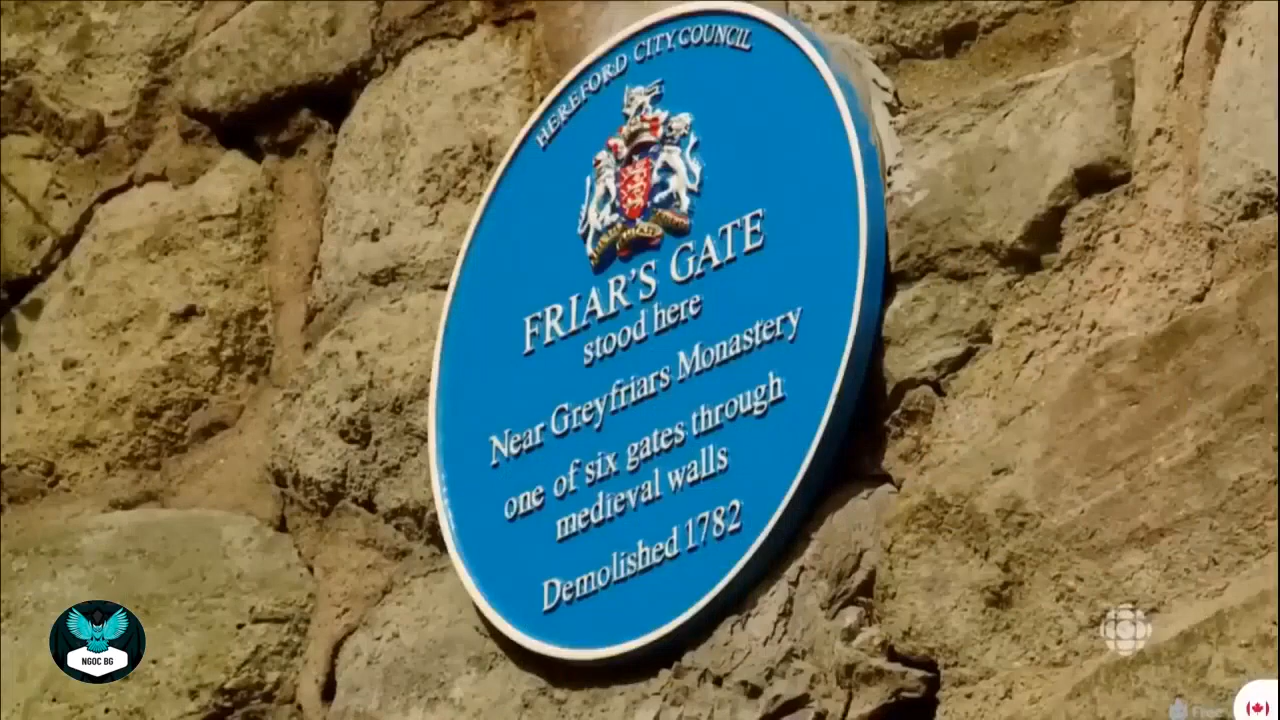 HEREFORD CITY COUNCIL
FRIAR'S GATE
stood here
Near Greyfriars Monastery
one of six gates through
medieval walls
Demolished 1782
NGOC BG
Free